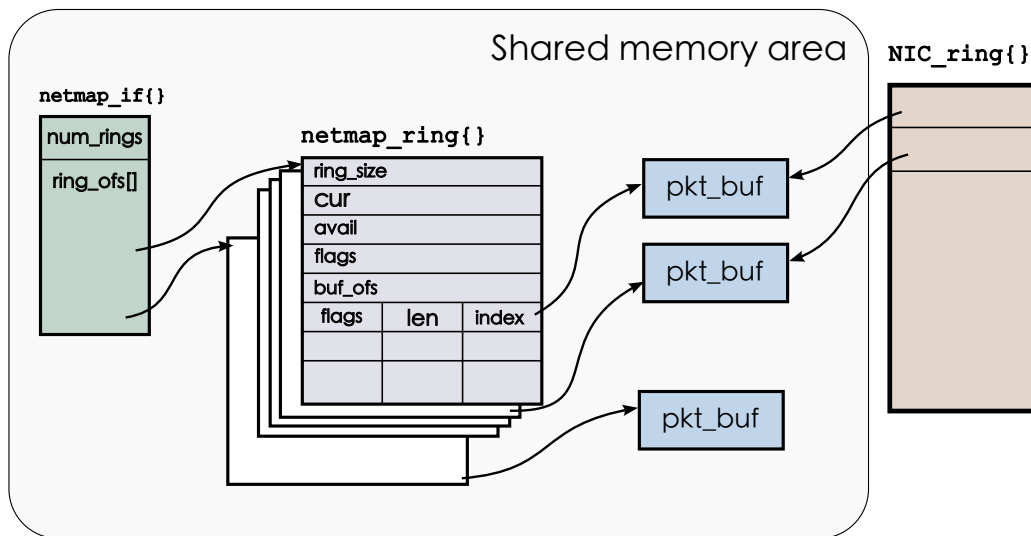 Shared memory area
NIC_ring{}
netmap_if{}
num_rings
ring_ofs[]
netmap_ring{}
ring_size
cur
avail
flags
buf_ofs
flags len index
pkt_buf
pkt_buf
pkt_buf